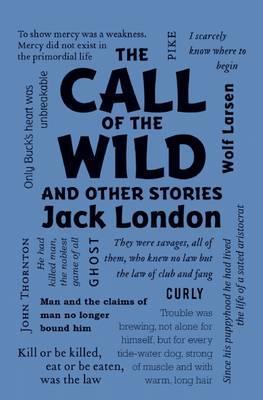 To show mercy was a weakness.
Mercy did not exist in
the primordial life
PIKE
I scarcely
know where to
begin
Only Buck's heart was
unbreakable
THE
CALL
OF THE
WILD
AND OTHER STORIES
Jack London
Wolf Larsen
JOHN THORNTON
He had
killed man,
the noblest
game of all
GHOST
They were savages, all of
them, who knew no law but
the law of club and fang
CURLY
Man and the claims of
man no longer
bound him
Kill or be killed,
eat or be eaten,
was the law
Trouble was
brewing, not alone for
himself, but for every
tide-water dog, strong
of muscle and with
warm, long hair
Since his puppyhood he had lived
the life of a sated aristocrat